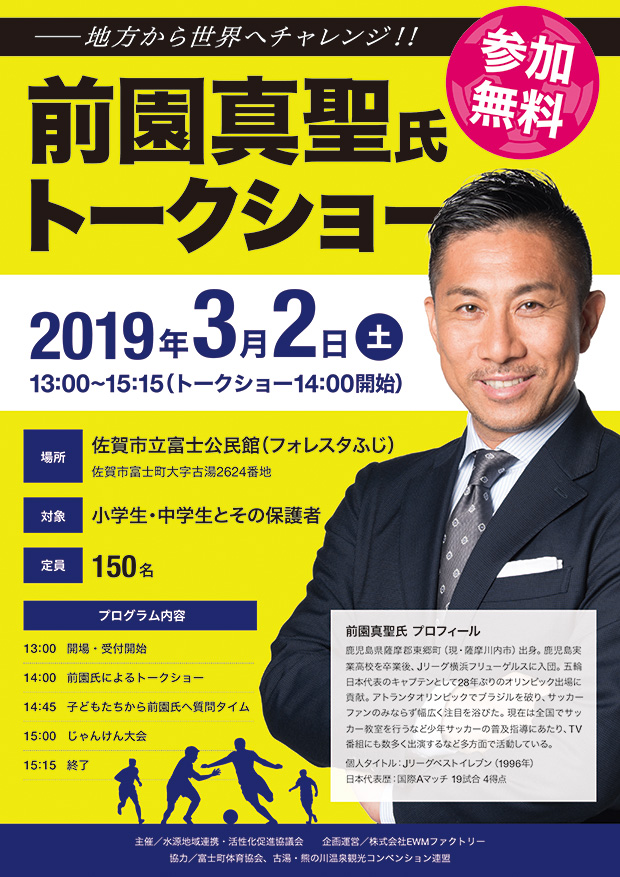 ――地方から世界へチャレンジ!!
参加
無料
前園真聖氏
トークショー
2019年3月2日(土)
13:00~15:15(トークショー14:00開始)
場所
佐賀市立富士公民館(フォレスタふじ)
佐賀市富士町大字古湯2624番地
対象
小学生・中学生とその保護者
定員
150名
プログラム内容
13:00 開場・受付開始
14:00 前園氏によるトークショー
14:45 子どもたちから前園氏へ質問タイム
15:00 じゃんけん大会
15:15 終了
前園真聖氏 プロフィール
鹿児島県薩摩郡東郷町(現・薩摩川内市)出身。鹿児島実
業高校を卒業後、Jリーグ横浜フリューゲルスに入団。五輪
日本代表のキャプテンとして28年ぶりのオリンピック出場に
貢献。アトランタオリンピックでブラジルを破り、サッカー
ファンのみならず幅広く注目を浴びた。現在は全国でサッ
カー教室を行うなど少年サッカーの普及指導にあたり、TV
番組にも数多く出演するなど多方面で活動している。
個人タイトル:Jリーグベストイレブン(1996年)
日本代表歴:国際Aマッチ 19試合 4得点
主催/水源地域連携・活性化促進協議会 企画運営/株式会社EWMファクトリー
協力/富士町体育協会、古湯・熊の川温泉観光コンベンション連盟